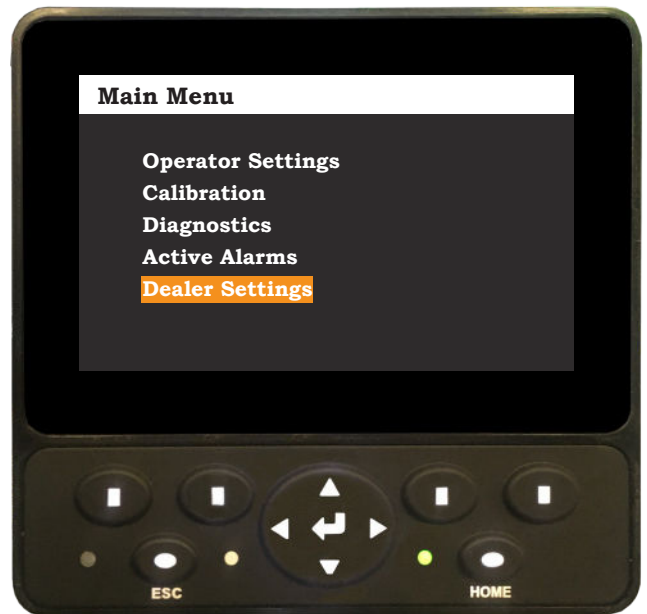 Main Menu
Operator Settings
Calibration
Diagnostics
Active Alarms
Dealer Settings
ESC
HOME